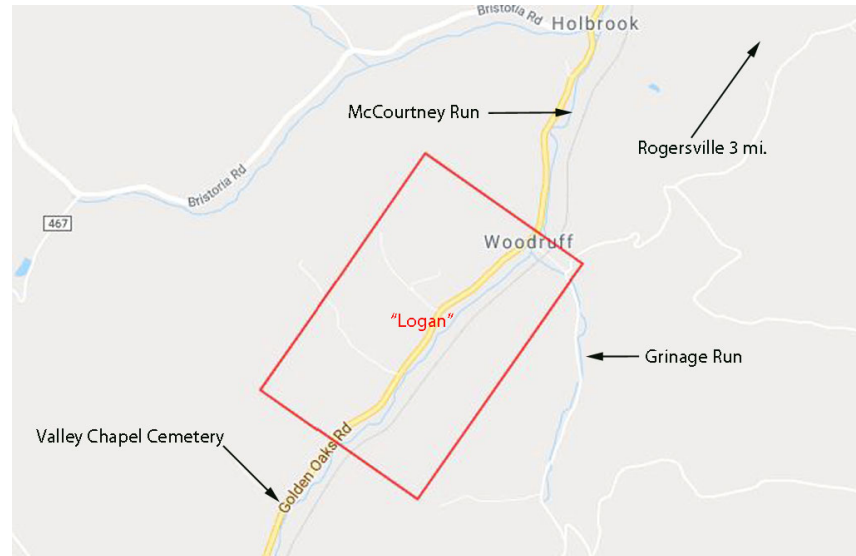 Bristoria Rd
Holbrook
McCourtney Run
Rogersville 3 mi.
Bristoria Rd
467
Woodruff
"Logan"
Grinage Run
Valley Chapel Cemetery
Golden Oaks Rd